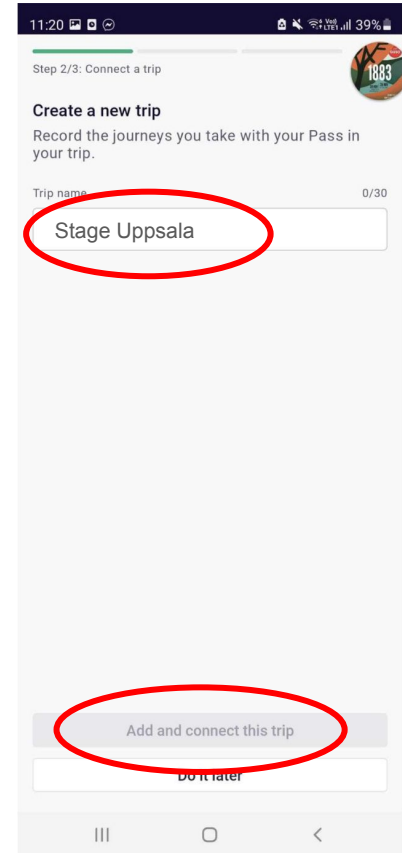 11:20 39%
Step 2/3: Connect a trip
1883
Create a new trip
Record the journeys you take with your Pass in
your trip.
Trip name 0/30
Stage Uppsala
Add and connect this trip
Do it later